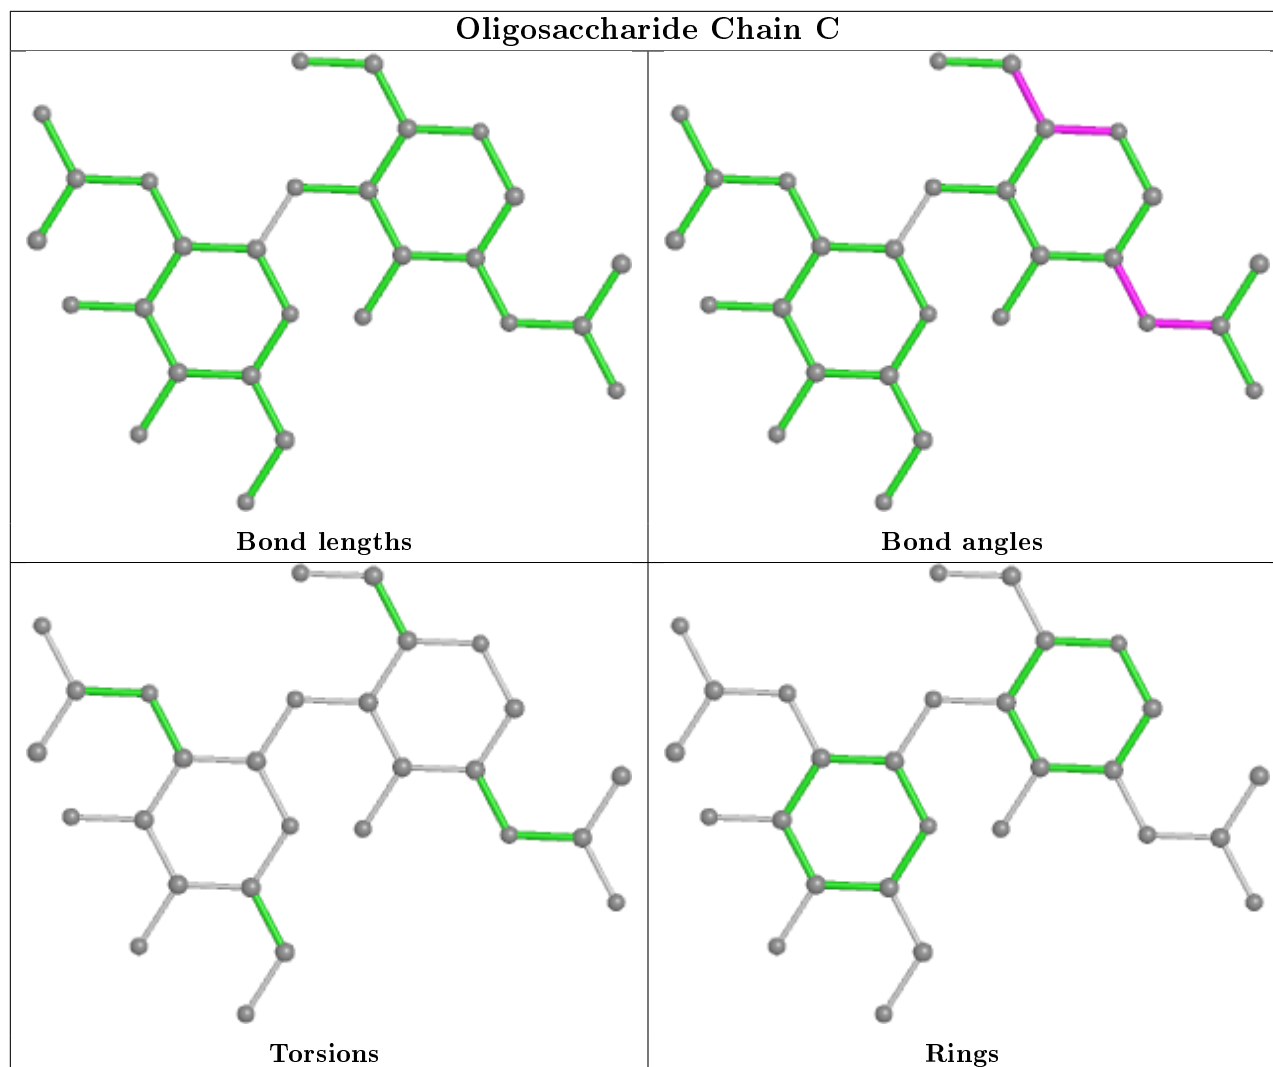 Oligosaccharide Chain C
Bond lengths
Bond angles
Torsions
Rings